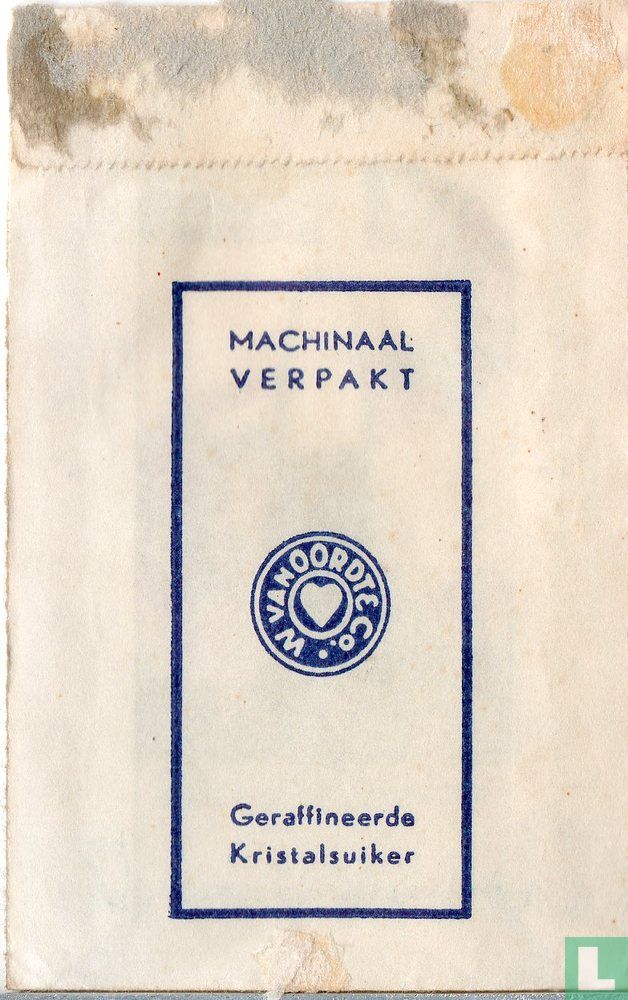 MACHINAAL
VERPAKT
W VAN OORDT & Co.
Geraffineerde
Kristalsuiker
L